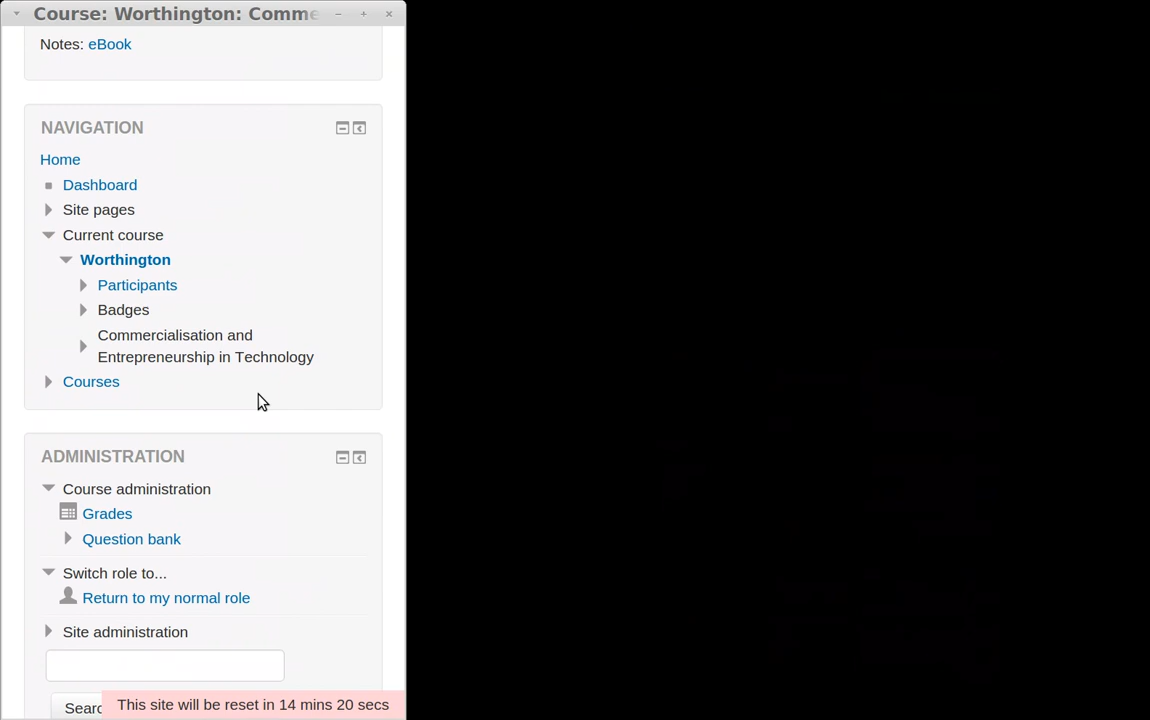 Course: Worthington: Comme
Notes: eBook
NAVIGATION
Home
Dashboard
Site pages
Current course
Worthington
Participants
Badges
Commercialisation and
Entrepreneurship in Technology
Courses
ADMINISTRATION
Course administration
Grades
Question bank
Switch role to...
Return to my normal role
Site administration
Searc
This site will be reset in 14 mins 20 secs